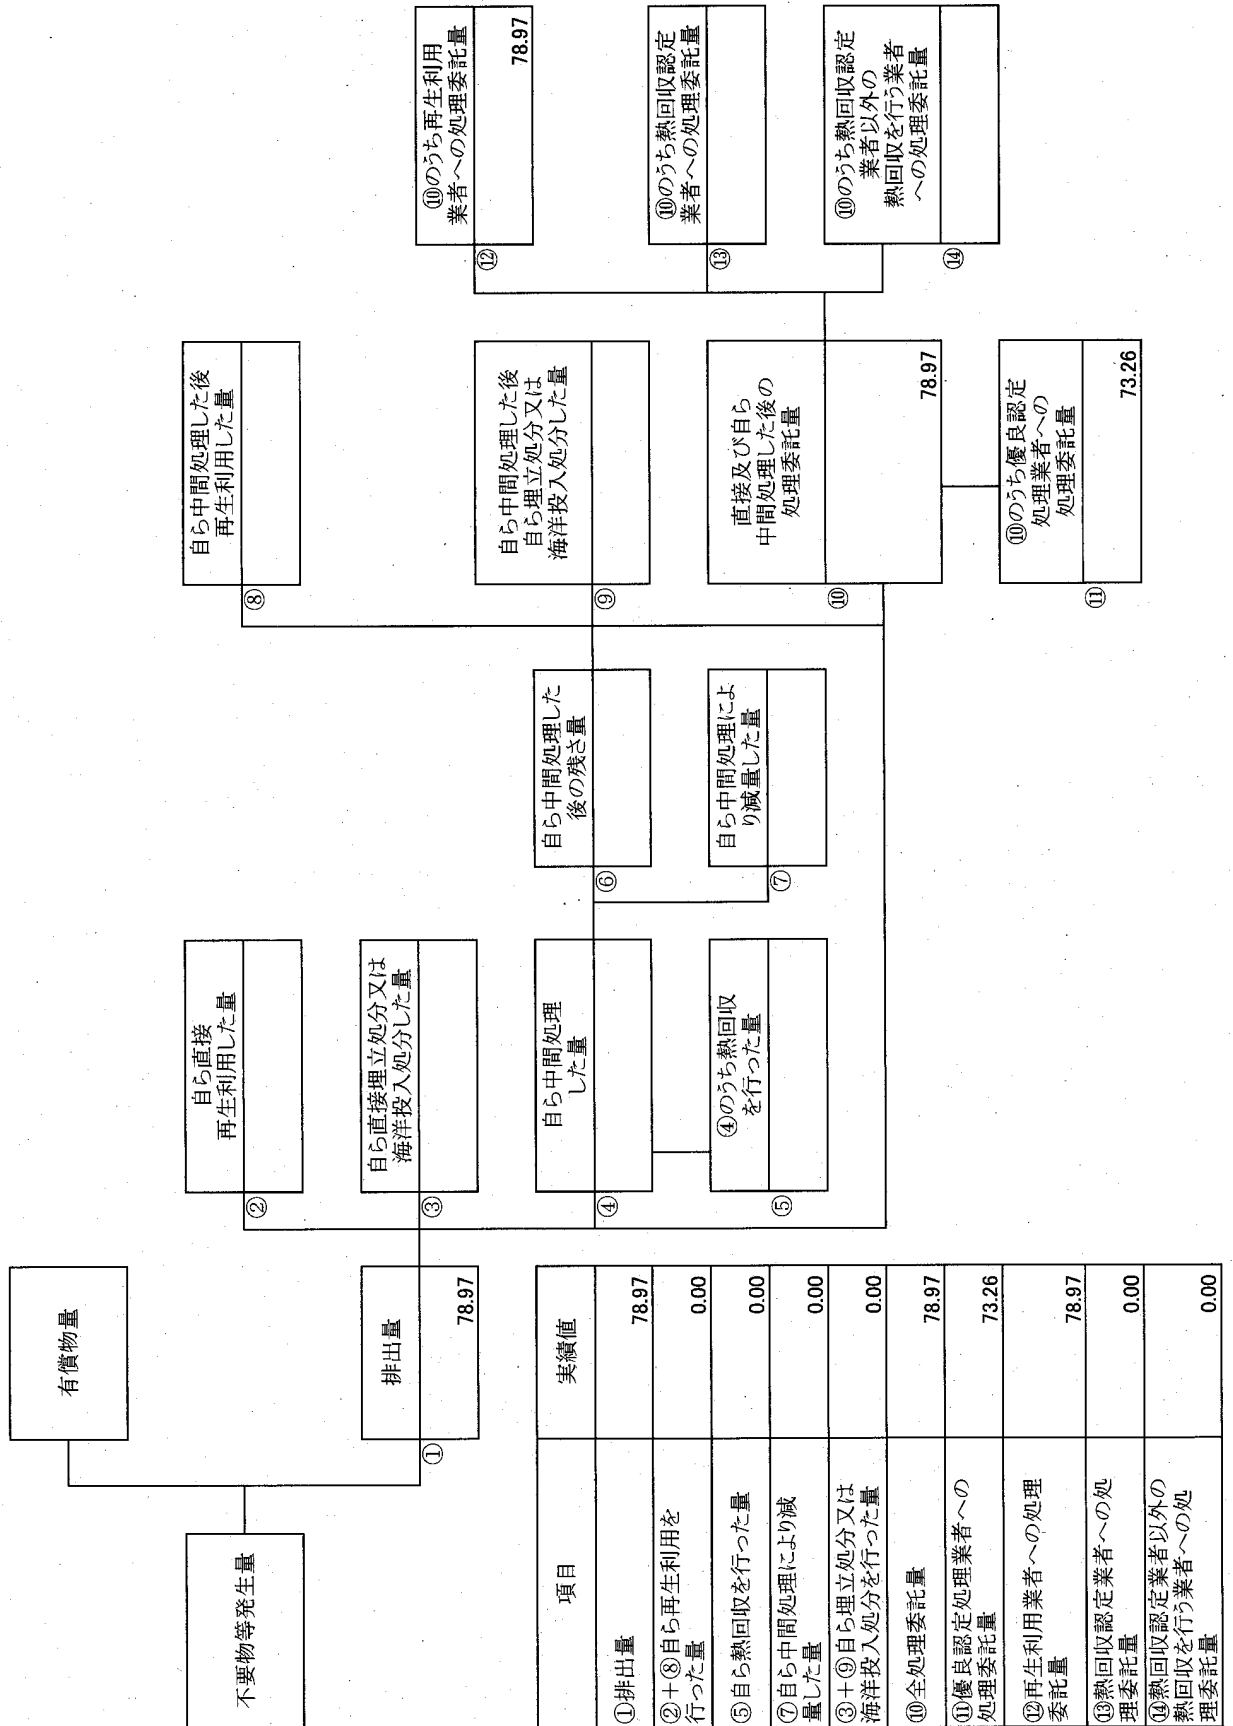 不要物等発生量
有償物量
排出量
①
78.97
自ら直接
再生利用した量
②
自ら直接埋立処分又は
海洋投入処分した量
③
自ら中間処理
した量
④
④のうち熱回収
を行った量
⑤
自ら中間処理した
後の残さ量
⑥
自ら中間処理によ
り減量した量
⑦
自ら中間処理した後
再生利用した量
⑧
自ら中間処理した後
自ら埋立処分又は
海洋投入処分した量
⑨
直接及び自ら
中間処理した後の
処理委託量
⑩
78.97
⑩のうち優良認定
処理業者への
処理委託量
⑪
73.26
⑩のうち再生利用
業者への処理委託量
⑫
78.97
⑩のうち熱回収認定
業者への処理委託量
⑬
⑩のうち熱回収認定
業者以外の
熱回収を行う業者
への処理委託量
⑭
項目 実績値
①排出量 78.97
②+⑧自ら再生利用を
行った量 0.00
⑤自ら熱回収を行った量 0.00
⑦自ら中間処理により減
量した量 0.00
③+⑨自ら埋立処分又は
海洋投入処分を行った量 0.00
⑩全処理委託量 78.97
⑪優良認定処理業者への
処理委託量 73.26
⑫再生利用業者への処理
委託量 78.97
⑬熱回収認定業者への処
理委託量 0.00
⑭熱回収認定業者以外の
熱回収を行う業者への処
理委託量 0.00